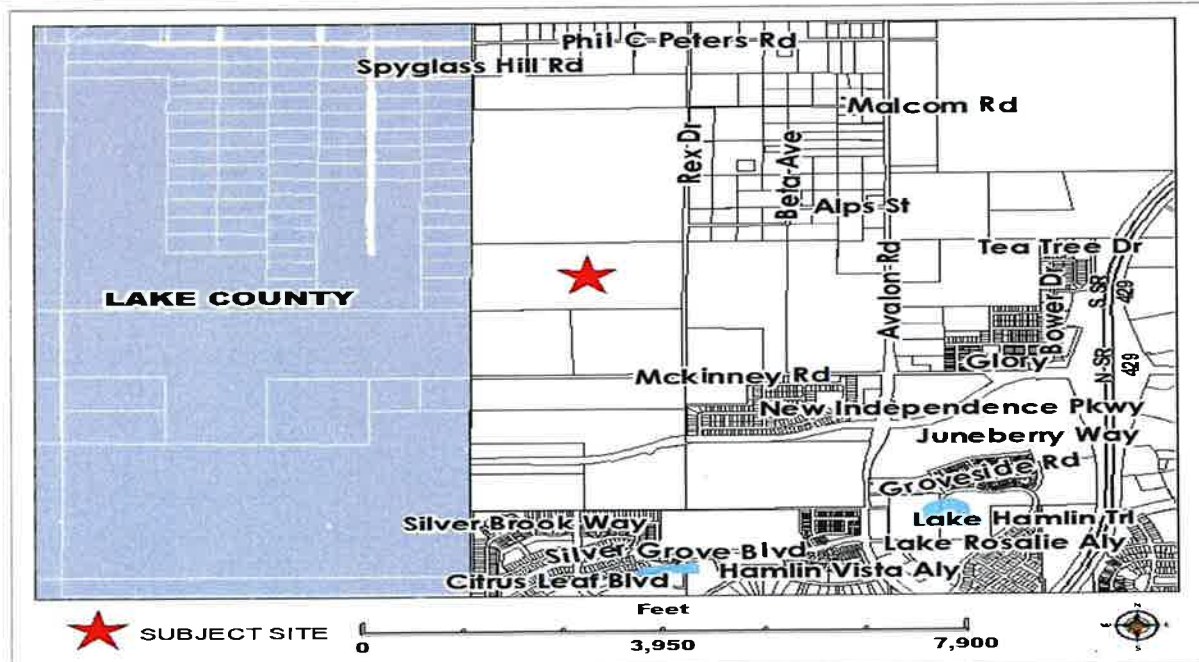 Phil C Peters Rd
Spyglass Hill Rd
Malcom Rd
Rex Dr
Beta Ave
Alps St
Tea Tree Dr
LAKE COUNTY
Avalon Rd
Bower Dr
S SR 429
N SR 429
Glory
Mckinney Rd
New Independence Pkwy
Juneberry Way
Groveside Rd
Silver Brook Way
Lake Hamlin Trl
Silver Grove Blvd
Lake Rosalie Aly
Citrus Leaf Blvd
Hamlin Vista Aly
Feet
SUBJECT SITE
0
3,950
7,900